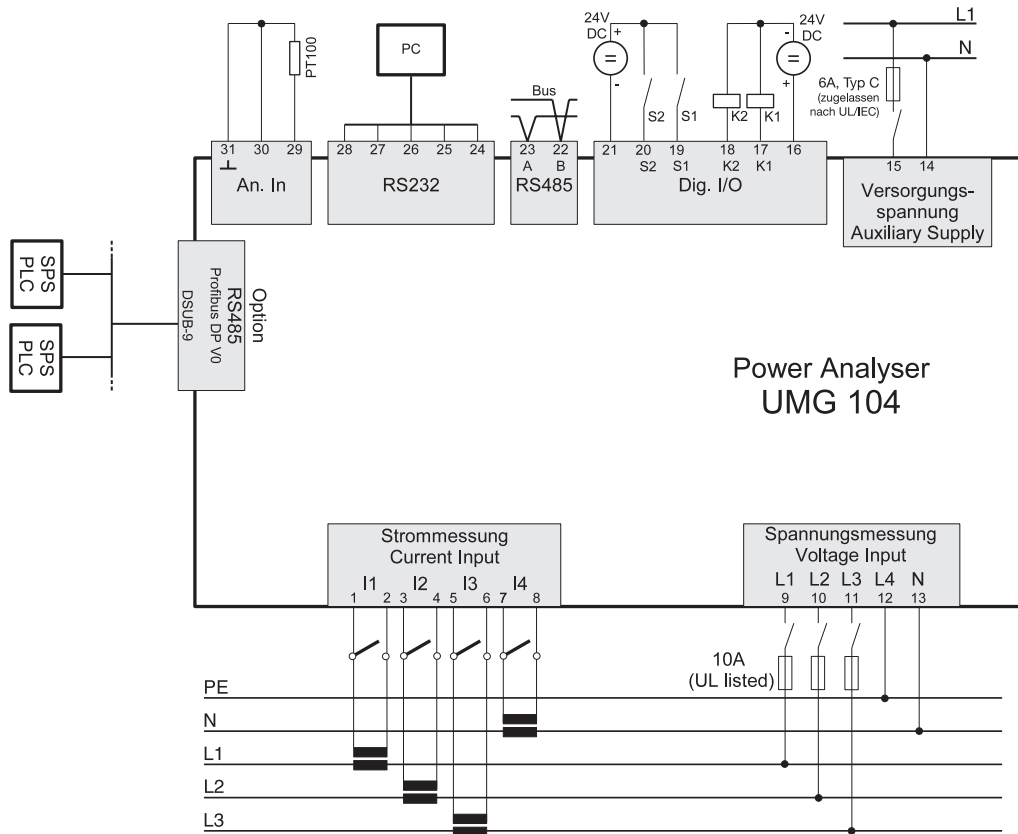 24V
DC
+
-
24V
DC
-
+
L1
N
PC
PT100
Bus
S2 S1
K2 K1
6A, Typ C
(zugelassen
nach UL/IEC)
31 30 29
28 27 26 25 24
23 22
A B
21 20 19 18 17 16
S2 S1 K2 K1
15 14
An. In
RS232
RS485
Dig. I/O
Versorgungs-
spannung
Auxiliary Supply
SPS
PLC
SPS
PLC
Option
RS485
Profibus DP V0
DSUB-9
Power Analyser
UMG 104
Strommessung
Current Input
I1 I2 I3 I4
1 2 3 4 5 6 7 8
Spannungsmessung
Voltage Input
L1 L2 L3 L4 N
9 10 11 12 13
10A
(UL listed)
PE
N
L1
L2
L3